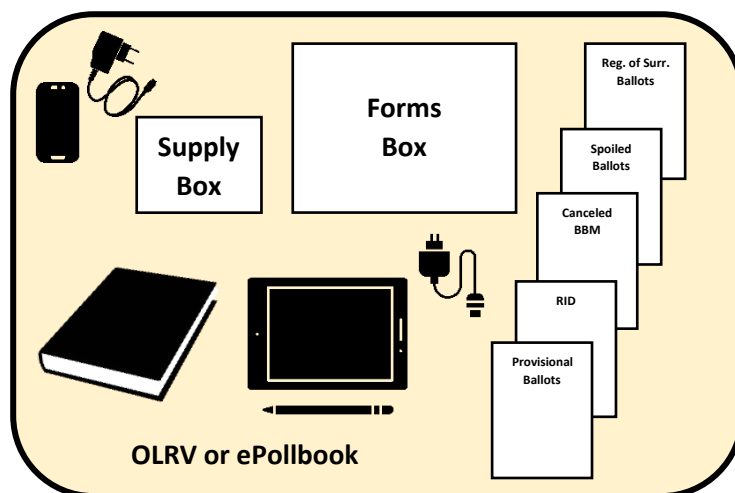 Supply
Box
Forms
Box
Reg. of Surr.
Ballots
Spoiled
Ballots
Canceled
BBM
RID
Provisional
Ballots
OLRV or ePollbook